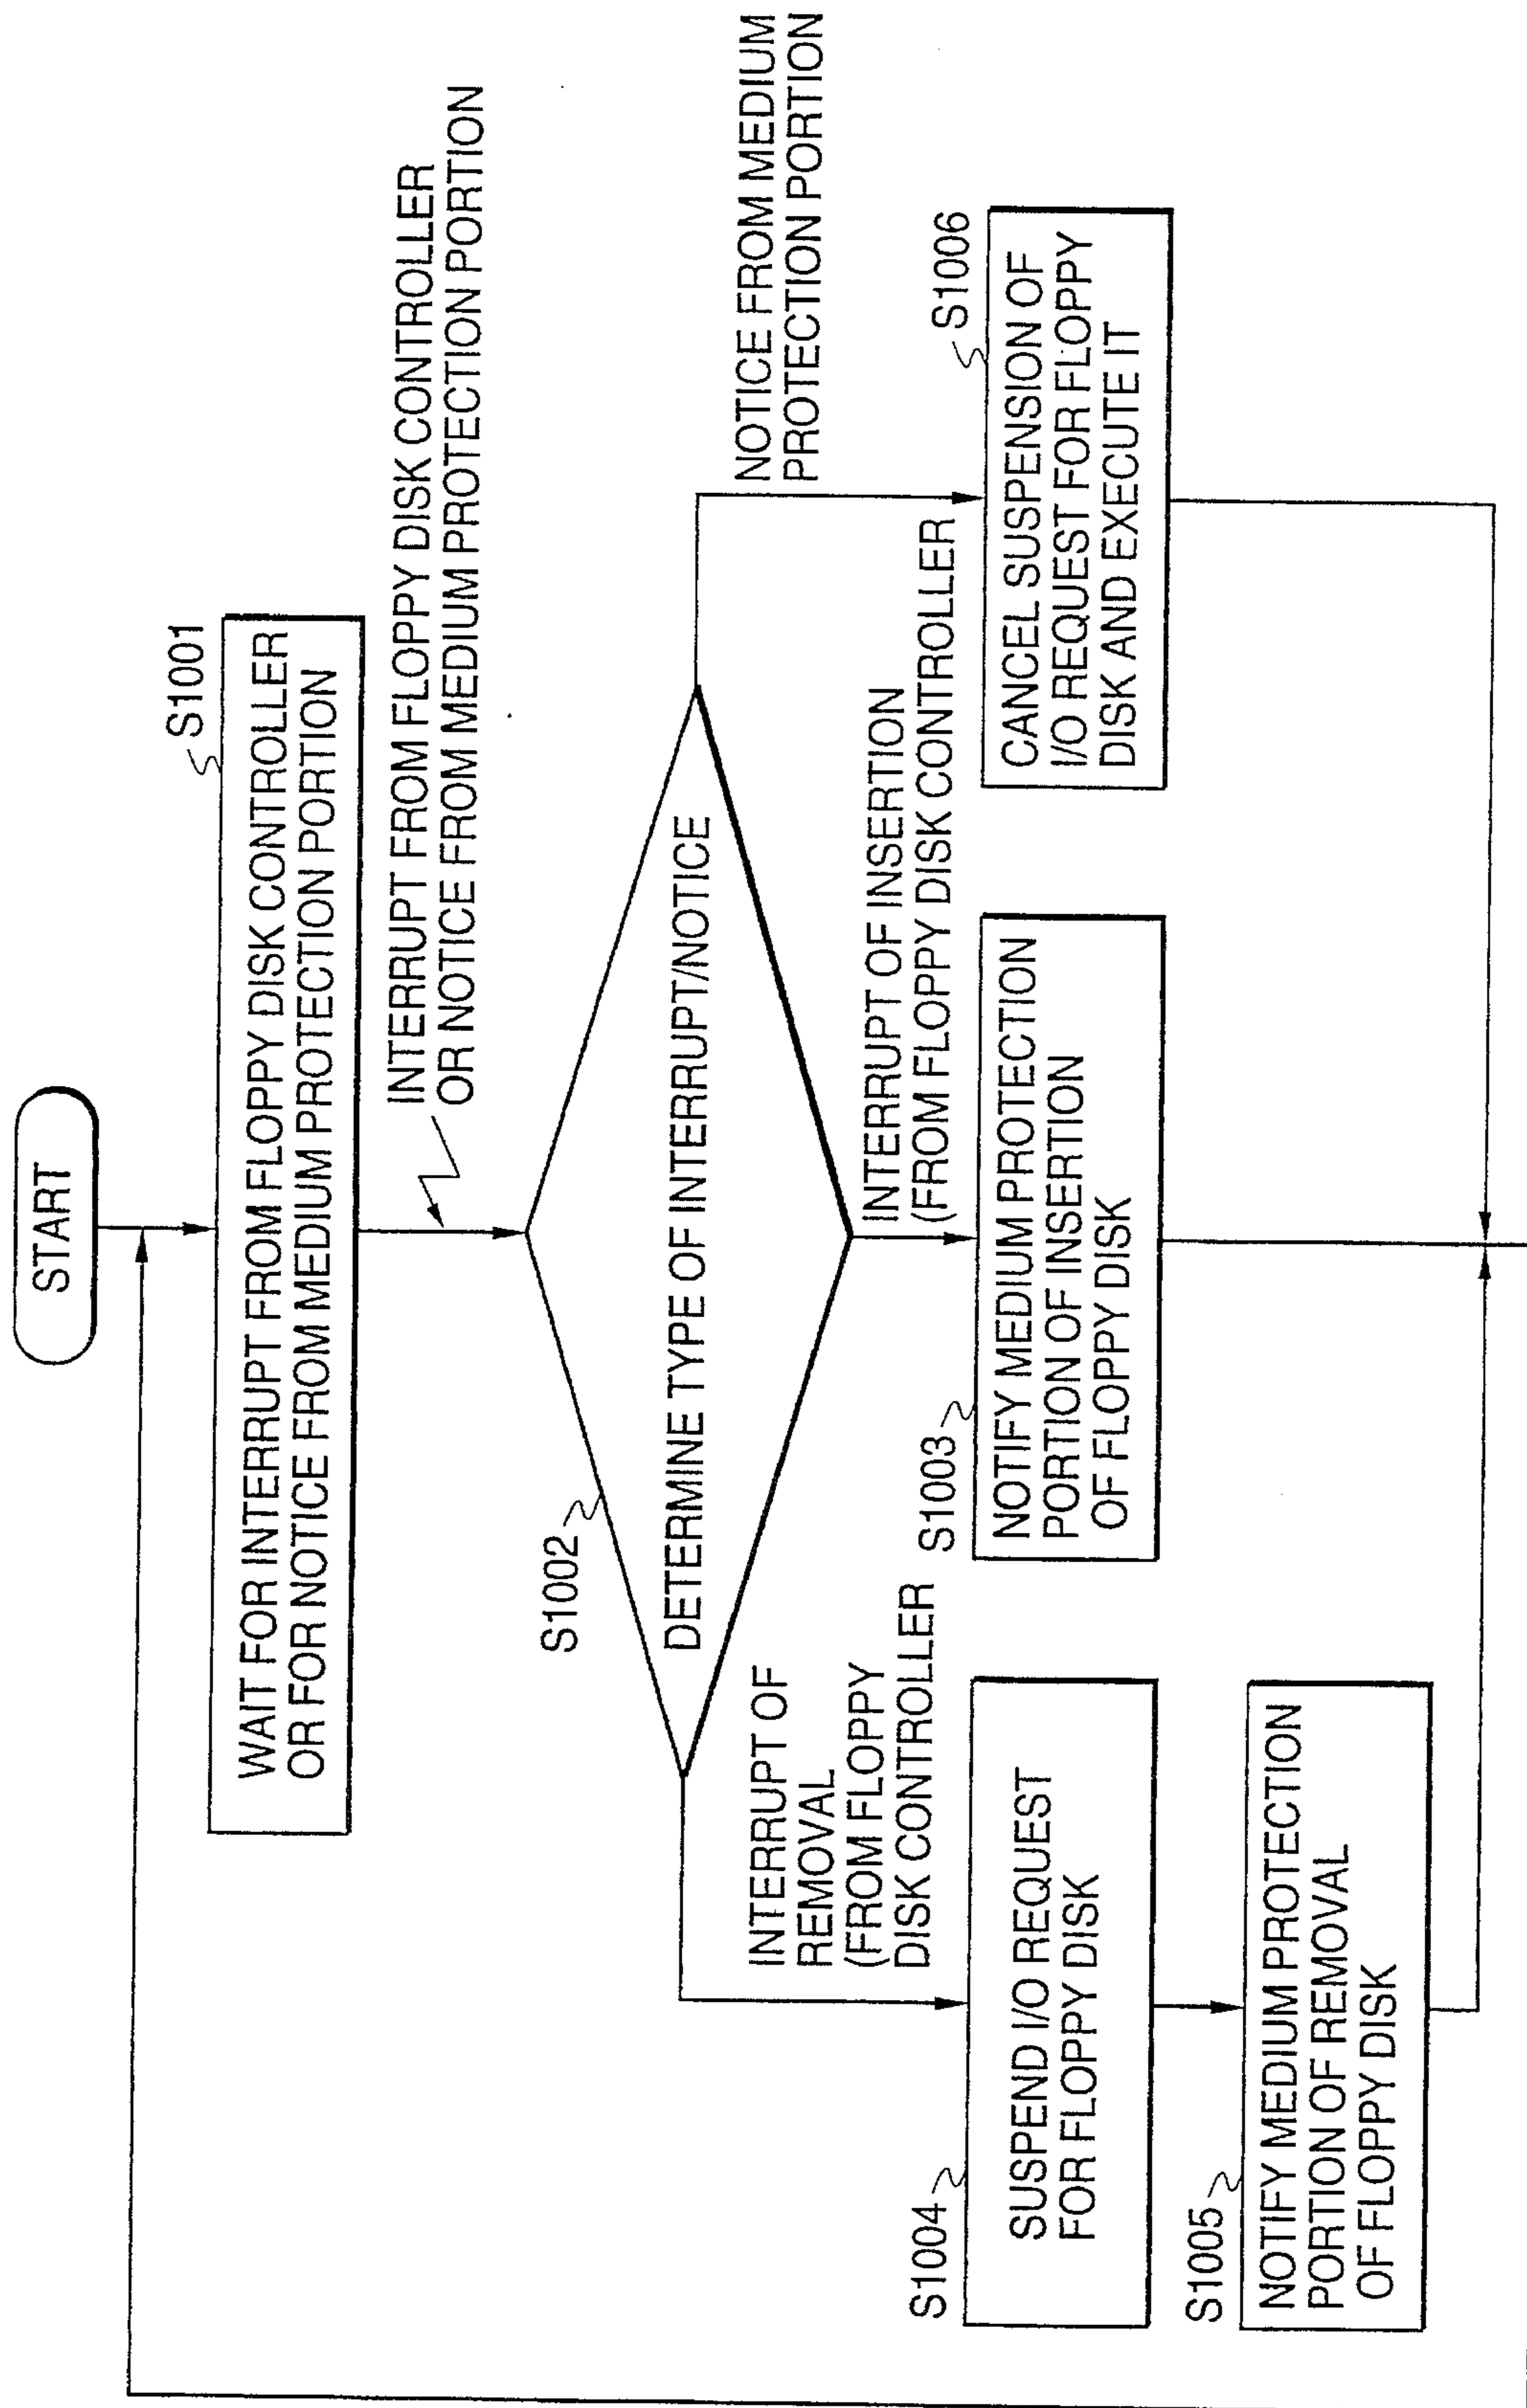 START
S1001
WAIT FOR INTERRUPT FROM FLOPPY DISK CONTROLLER
OR FOR NOTICE FROM MEDIUM PROTECTION PORTION
INTERRUPT FROM FLOPPY DISK CONTROLLER
OR NOTICE FROM MEDIUM PROTECTION PORTION
S1002
DETERMINE TYPE OF INTERRUPT/NOTICE
INTERRUPT OF
REMOVAL
(FROM FLOPPY
DISK CONTROLLER
INTERRUPT OF INSERTION
(FROM FLOPPY DISK CONTROLLER
NOTICE FROM MEDIUM
PROTECTION PORTION
S1004
SUSPEND I/O REQUEST
FOR FLOPPY DISK
S1003
NOTIFY MEDIUM PROTECTION
PORTION OF INSERTION
OF FLOPPY DISK
S1006
CANCEL SUSPENSION OF
I/O REQUEST FOR FLOPPY
DISK AND EXECUTE IT
S1005
NOTIFY MEDIUM PROTECTION
PORTION OF REMOVAL
OF FLOPPY DISK